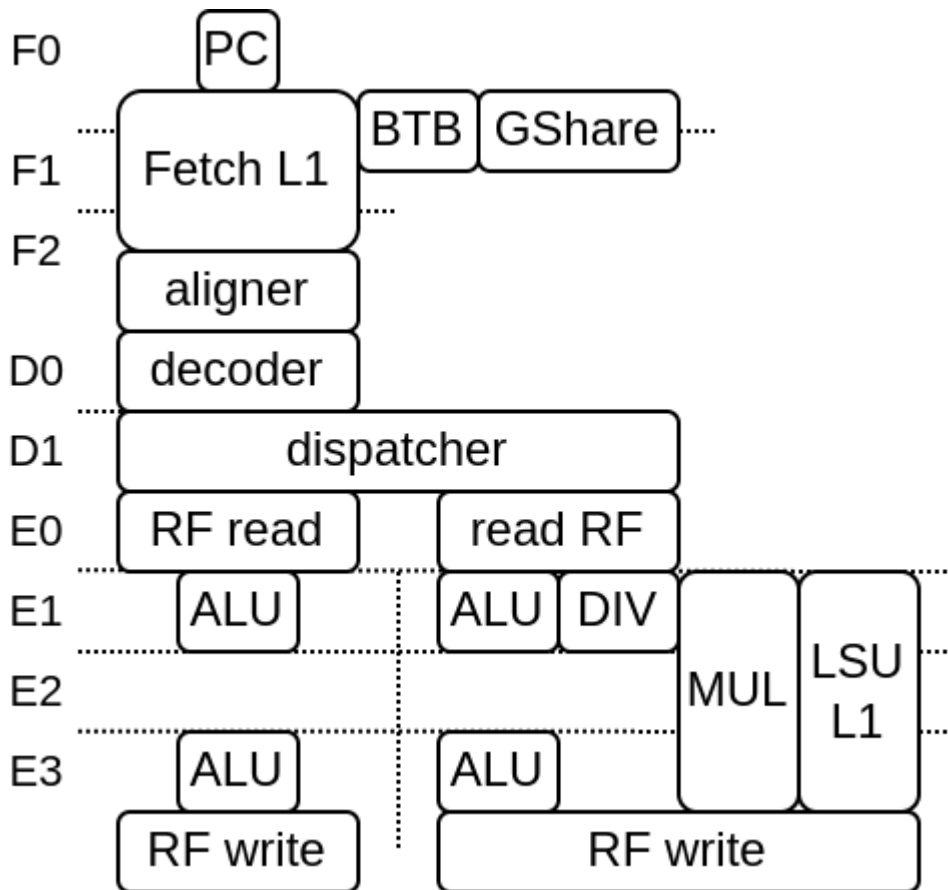 F0
PC
BTB
GShare
Fetch L1
F1
F2
aligner
D0
decoder
D1
dispatcher
E0
RF read
read RF
E1
ALU
ALU
DIV
E2
MUL
LSU
L1
E3
ALU
ALU
RF write
RF write